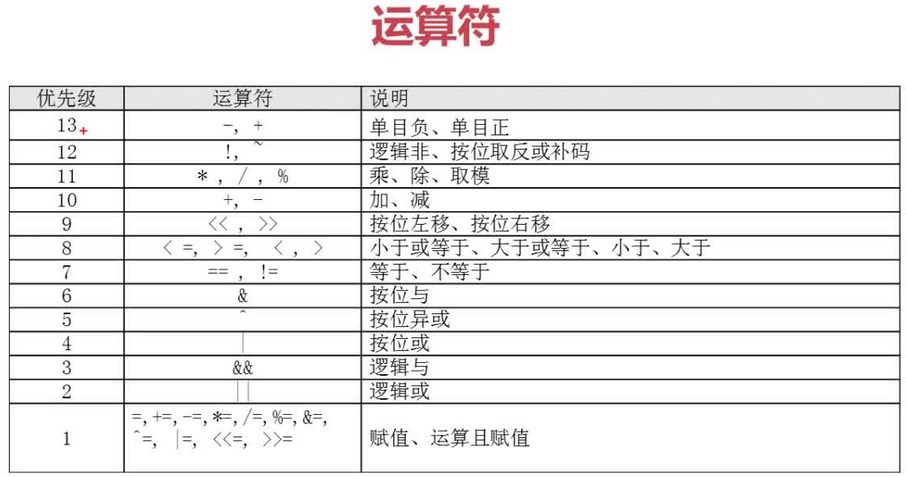 运算符
优先级 运算符 说明
13+ -, + 单目负、单目正
12 !, ~ 逻辑非、按位取反或补码
11 * , / , % 乘、除、取模
10 +, - 加、减
9 << , >> 按位左移、按位右移
8 < =, > =, < , > 小于或等于、大于或等于、小于、大于
7 == , != 等于、不等于
6 & 按位与
5 ^ 按位异或
4 | 按位或
3 && 逻辑与
2 || 逻辑或
1 =,+=,-=,*=,/=,%=,&=, 赋值、运算且赋值
^=, |=, <<=, >>=